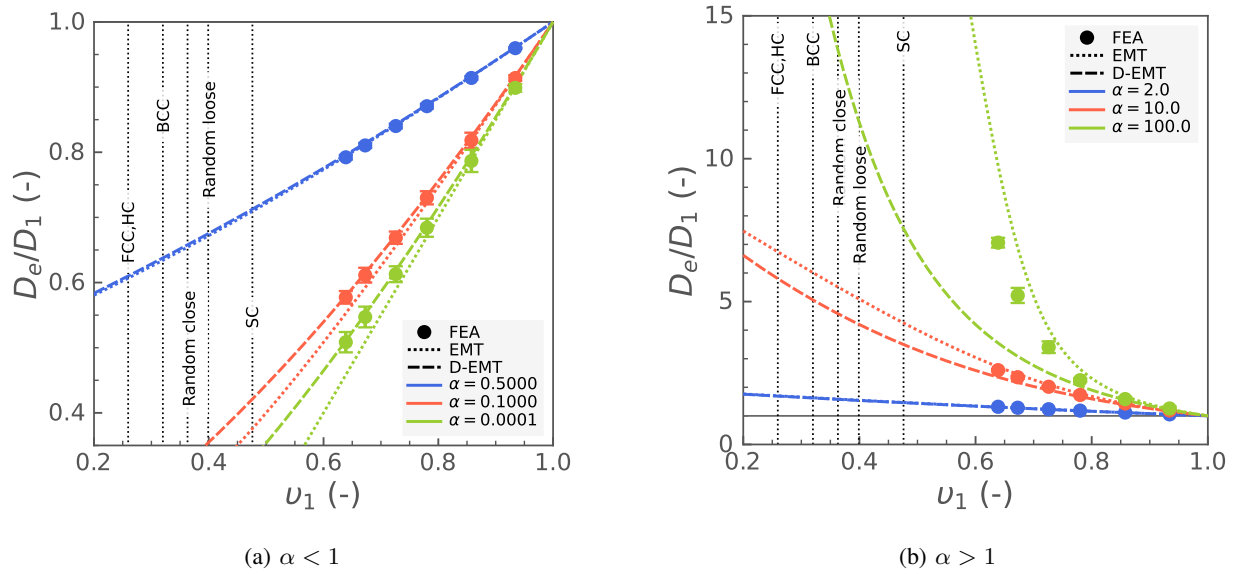 1.0
0.8
0.6
0.4
D_e/D_1 (-)
FCC,HC
BCC
Random close
Random loose
SC
FEA
EMT
D-EMT
α = 0.5000
α = 0.1000
α = 0.0001
0.2
0.4
0.6
0.8
1.0
υ_1 (-)
(a) α < 1
15
10
5
0
D_e/D_1 (-)
FCC,HC
BCC
Random close
Random loose
SC
FEA
EMT
D-EMT
α = 2.0
α = 10.0
α = 100.0
0.2
0.4
0.6
0.8
1.0
υ_1 (-)
(b) α > 1